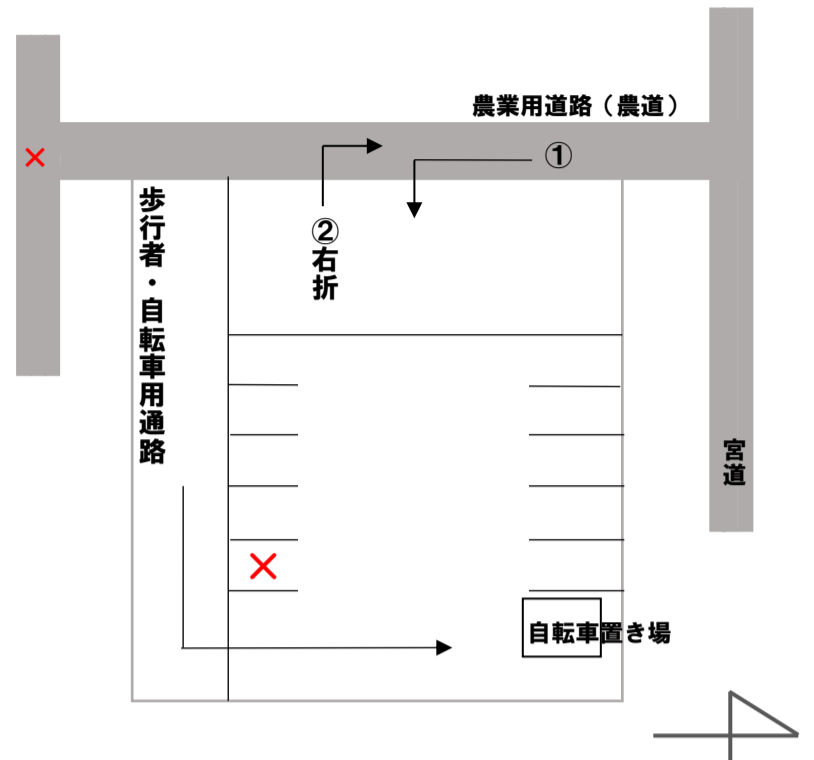 農業用道路（農道）
①
②右折
歩行者・自転車用通路
宮道
自転車置き場